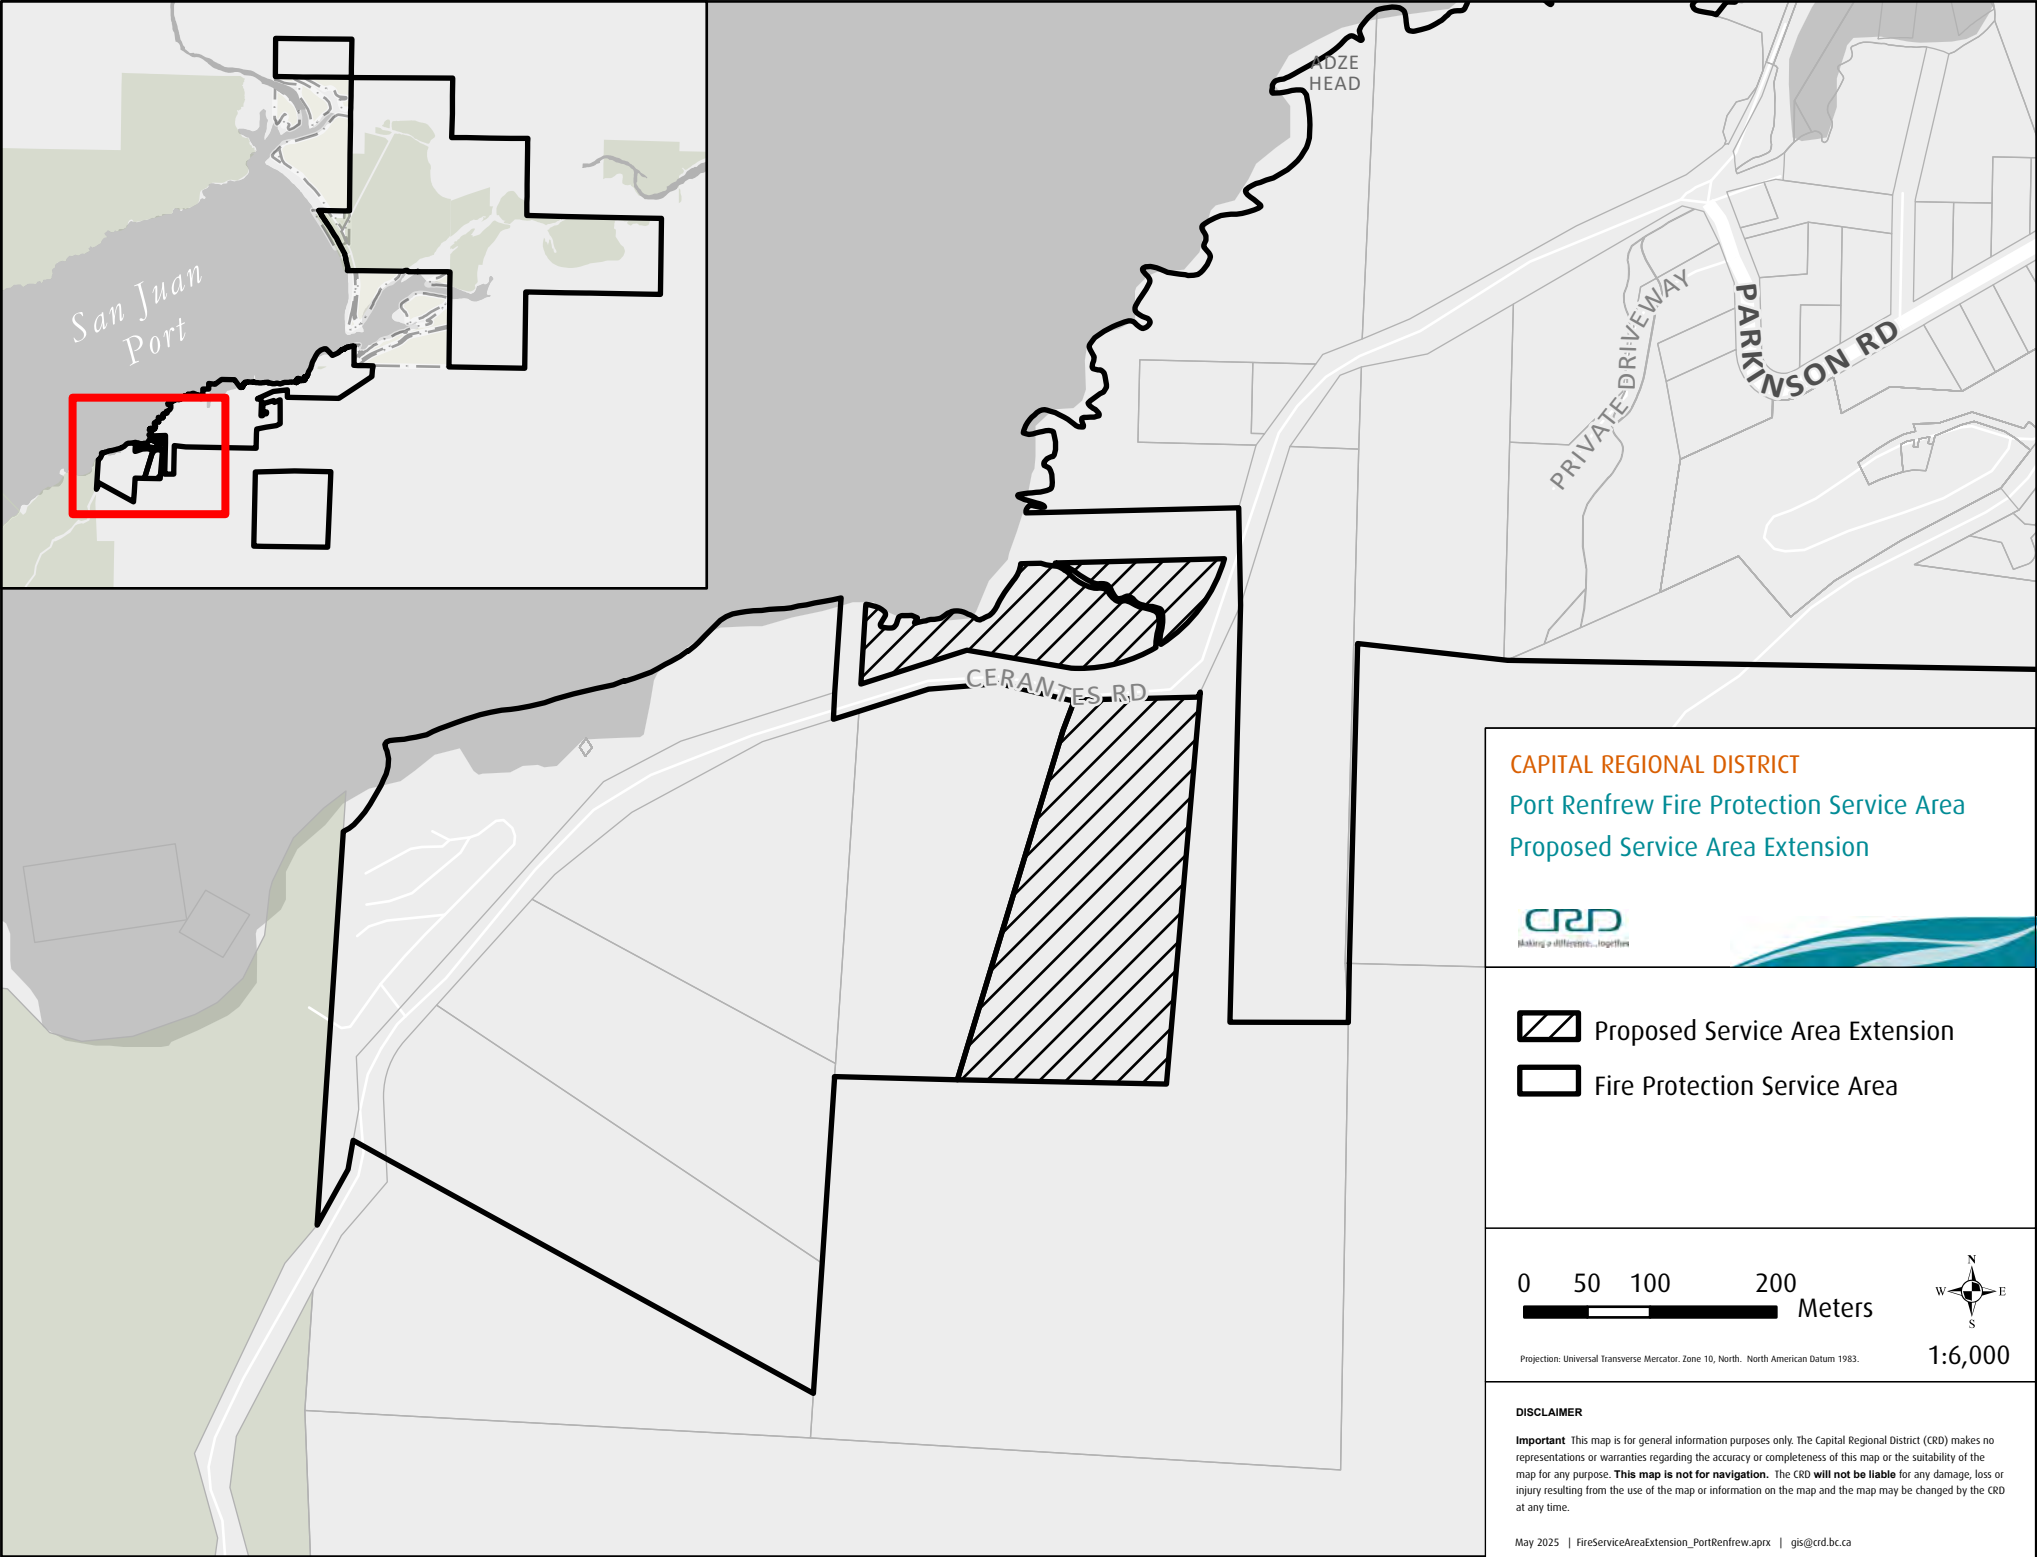 San Juan
Port
ADZE
HEAD
PRIVATE DRIVEWAY
PARKINSON RD
CERANTES RD
CAPITAL REGIONAL DISTRICT
Port Renfrew Fire Protection Service Area
Proposed Service Area Extension
CRD
Making a difference...together
Proposed Service Area Extension
Fire Protection Service Area
0 50 100 200
Meters
N
W E
S
Projection: Universal Transverse Mercator. Zone 10, North. North American Datum 1983.
1:6,000
DISCLAIMER
Important This map is for general information purposes only. The Capital Regional District (CRD) makes no
representations or warranties regarding the accuracy or completeness of this map or the suitability of the
map for any purpose. This map is not for navigation. The CRD will not be liable for any damage, loss or
injury resulting from the use of the map or information on the map and the map may be changed by the CRD
at any time.
May 2025 | FireServiceAreaExtension_PortRenfrew.aprx | gis@crd.bc.ca